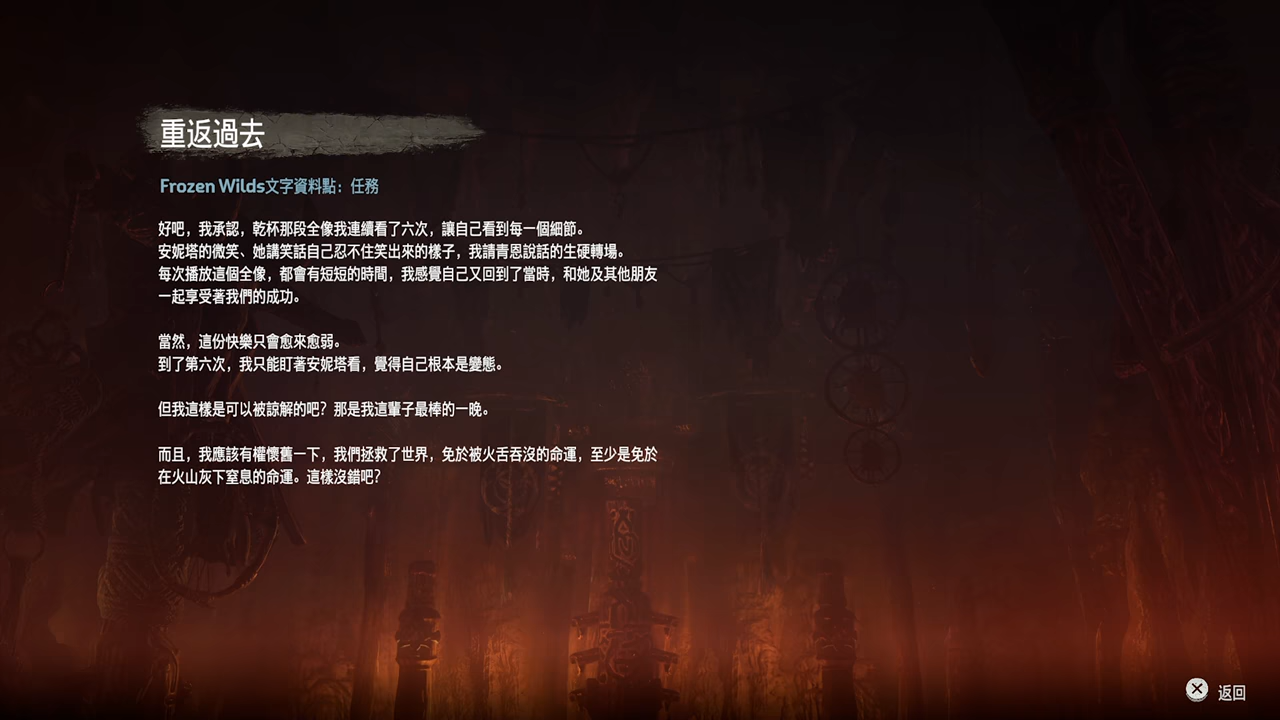 重返過去
Frozen Wilds文字資料點：任務
好吧，我承認，乾杯那段全像我連續看了六次，讓自己看到每一個細節。
安妮塔的微笑、她講笑話自己忍不住笑出來的樣子，我請青恩說話的生硬轉場。
每次播放這個全像，都會有短短的時間，我感覺自己又回到了當時，和她及其他朋友
一起享受著我們的成功。
當然，這份快樂只會愈來愈弱。
到了第六次，我只能盯著安妮塔看，覺得自己根本是變態。
但我這樣是可以被諒解的吧？那是我這輩子最棒的一晚。
而且，我應該有權懷舊一下，我們拯救了世界，免於被火舌吞沒的命運，至少是免於
在火山灰下窒息的命運。這樣沒錯吧？
返回